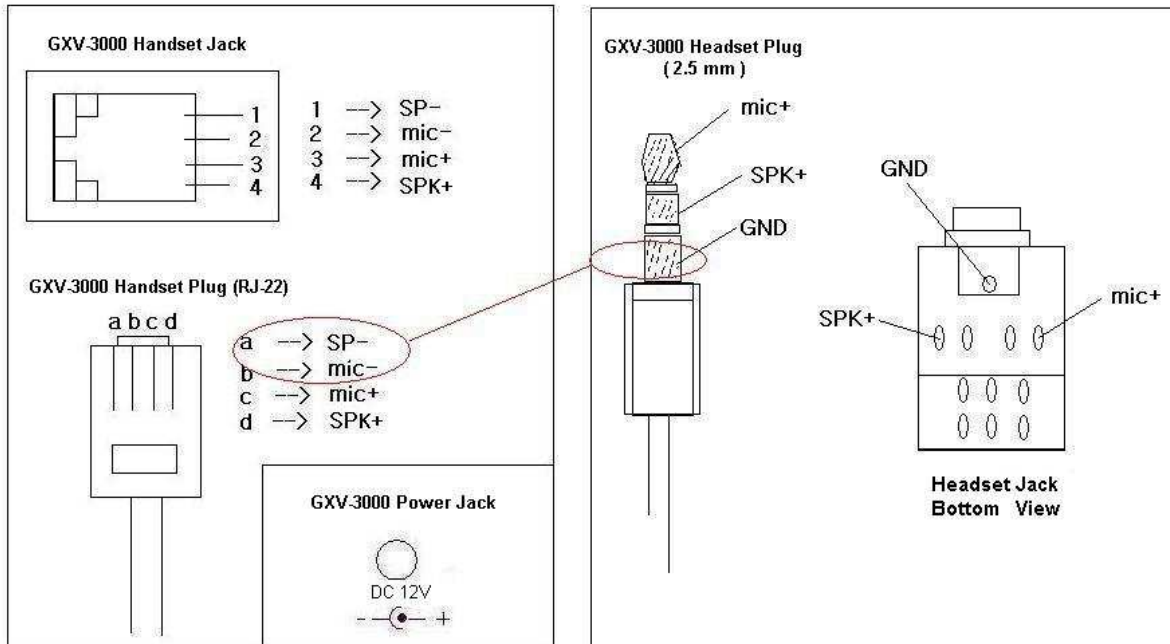 GXV-3000 Handset Jack
1
2
3
4
1 --> SP-
2 --> mic-
3 --> mic+
4 --> SPK+
GXV-3000 Handset Plug (RJ-22)
a b c d
a --> SP-
b --> mic-
c --> mic+
d --> SPK+
GXV-3000 Power Jack
DC 12V
- +
GXV-3000 Headset Plug
( 2.5 mm )
mic+
SPK+
GND
GND
SPK+
mic+
Headset Jack
Bottom View